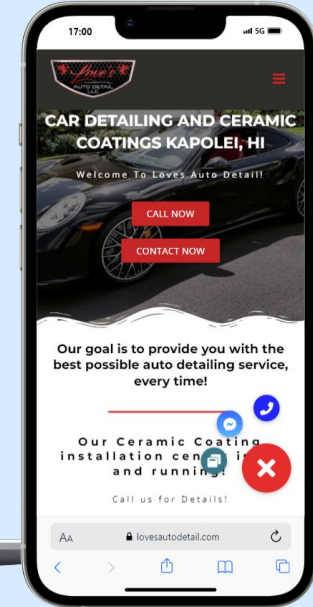 17:00
5G
Love's
AUTO DETAIL
LLC
CAR DETAILING AND CERAMIC
COATINGS KAPOLEI, HI
Welcome To Loves Auto Detail!
CALL NOW
CONTACT NOW
Our goal is to provide you with the
best possible auto detailing service,
every time!
Our Ceramic Coating
installation
and running!
Call us for Details!
AA
lovesautodetail.com